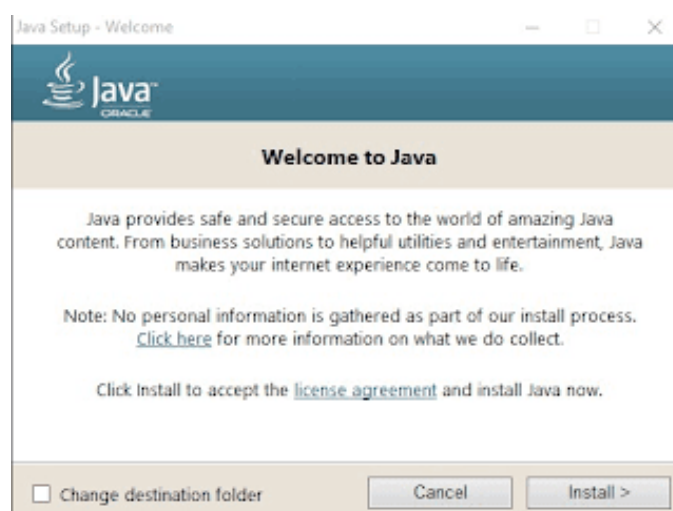 Java Setup - Welcome
Java
ORACLE
Welcome to Java
Java provides safe and secure access to the world of amazing Java
content. From business solutions to helpful utilities and entertainment, Java
makes your internet experience come to life.
Note: No personal information is gathered as part of our install process.
Click here for more information on what we do collect.
Click Install to accept the license agreement and install Java now.
Change destination folder
Cancel
Install >